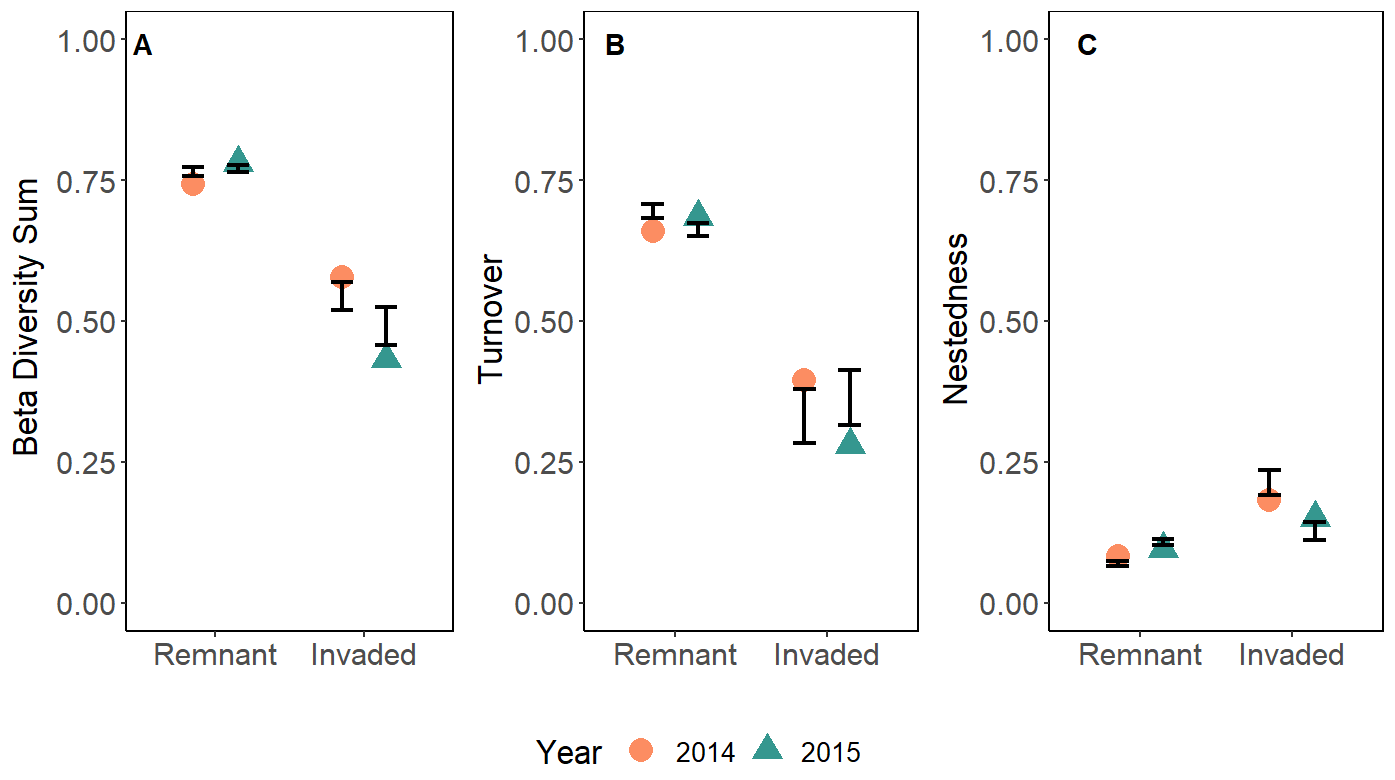 A
Beta Diversity Sum
1.00
0.75
0.50
0.25
0.00
Remnant Invaded
B
Turnover
1.00
0.75
0.50
0.25
0.00
Remnant Invaded
C
Nestedness
1.00
0.75
0.50
0.25
0.00
Remnant Invaded
Year 2014 2015